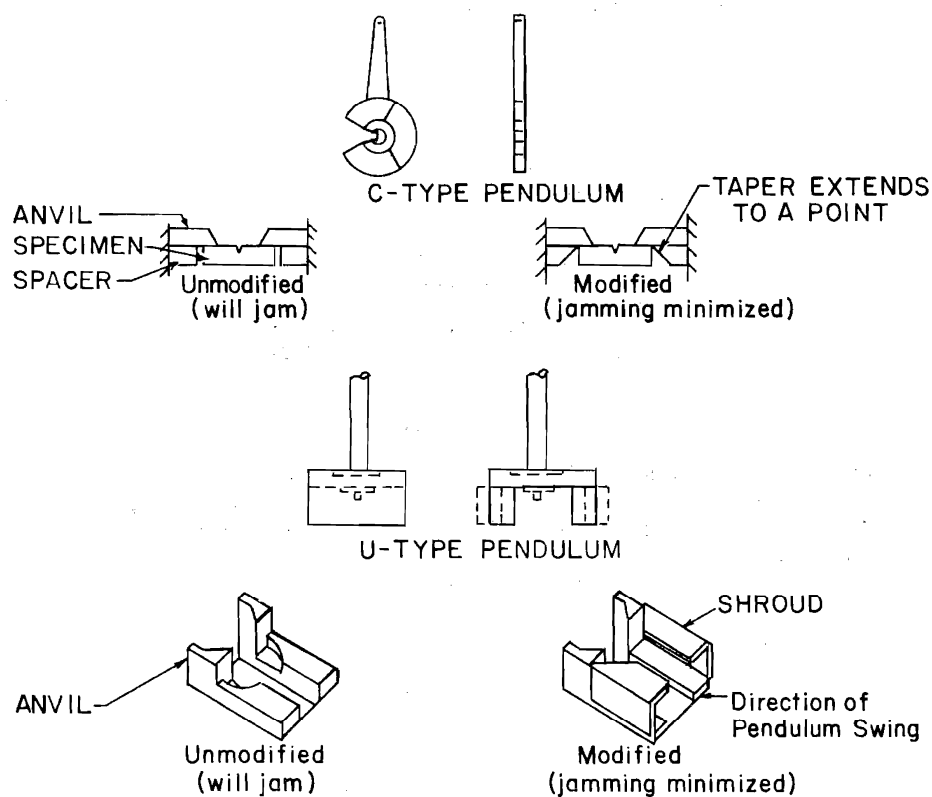 C-TYPE PENDULUM
ANVIL
SPECIMEN
SPACER
Unmodified
(will jam)
TAPER EXTENDS
TO A POINT
Modified
(jamming minimized)
U-TYPE PENDULUM
ANVIL
Unmodified
(will jam)
SHROUD
Direction of
Pendulum Swing
Modified
(jamming minimized)